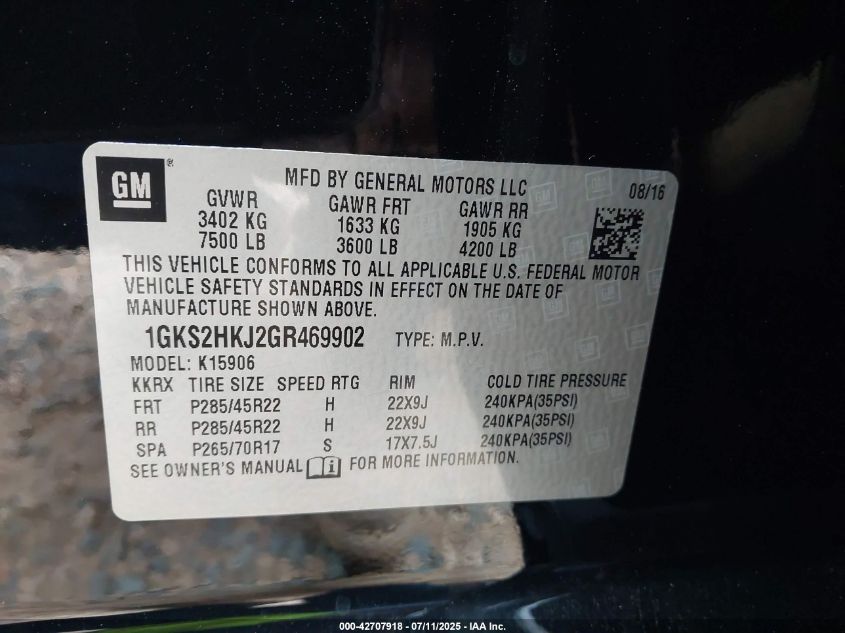 GM®
MFD BY GENERAL MOTORS LLC 08/16
GVWR GAWR FRT GAWR RR
3402 KG 1633 KG 1905 KG
7500 LB 3600 LB 4200 LB
THIS VEHICLE CONFORMS TO ALL APPLICABLE U.S. FEDERAL MOTOR
VEHICLE SAFETY STANDARDS IN EFFECT ON THE DATE OF
MANUFACTURE SHOWN ABOVE.
1GKS2HKJ2GR469902 TYPE: M.P.V.
MODEL: K15906
KKRX TIRE SIZE SPEED RTG RIM COLD TIRE PRESSURE
FRT P285/45R22 H 22X9J 240KPA(35PSI)
RR P285/45R22 H 22X9J 240KPA(35PSI)
SPA P265/70R17 S 17X7.5J 240KPA(35PSI)
SEE OWNER'S MANUAL i FOR MORE INFORMATION.
000-42707918 - 07/11/2025 - IAA Inc.